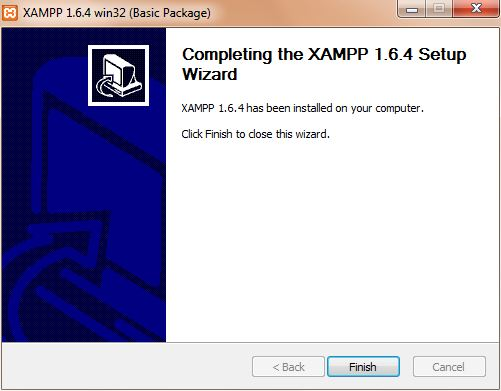 XAMPP 1.6.4 win32 (Basic Package)
Completing the XAMPP 1.6.4 Setup
Wizard
XAMPP 1.6.4 has been installed on your computer.
Click Finish to close this wizard.
< Back
Finish
Cancel